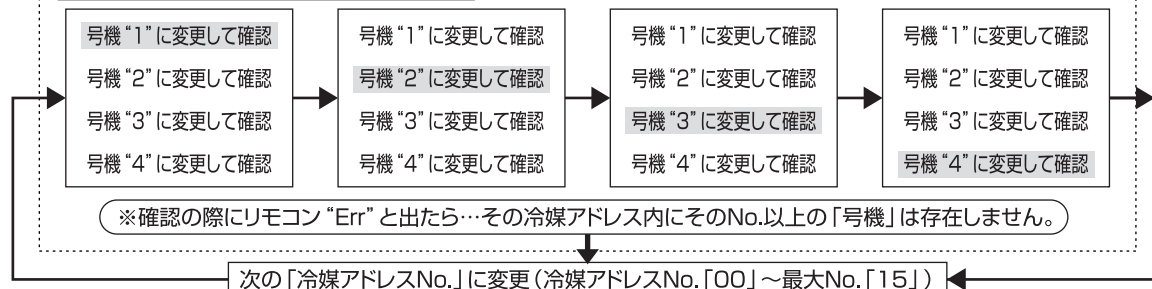 号機“1”に変更して確認
号機“2”に変更して確認
号機“3”に変更して確認
号機“4”に変更して確認
号機“1”に変更して確認
号機“2”に変更して確認
号機“3”に変更して確認
号機“4”に変更して確認
号機“1”に変更して確認
号機“2”に変更して確認
号機“3”に変更して確認
号機“4”に変更して確認
号機“1”に変更して確認
号機“2”に変更して確認
号機“3”に変更して確認
号機“4”に変更して確認
※確認の際にリモコン“Err”と出たら…その冷媒アドレス内にそのNo.以上の「号機」は存在しません。
次の「冷媒アドレスNo.」に変更（冷媒アドレスNo.「00」～最大No.「15」）